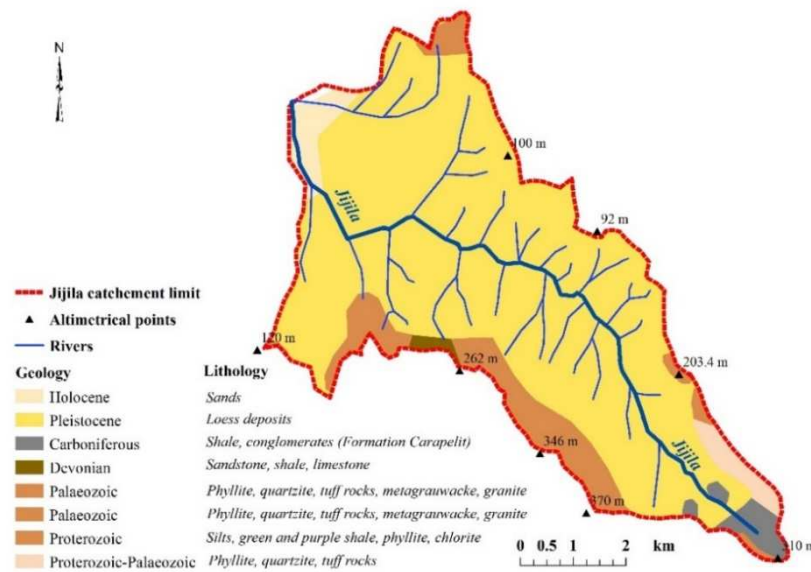 N
100 m
Jijila
92 m
Jijila catchement limit
Altimetrical points
Rivers
120 m
262 m
203.4 m
Geology Lithology
Holocene Sands
Pleistocene Loess deposits
Carboniferous Shale, conglomerates (Formation Carapelit)
Devonian Sandstone, shale, limestone
Palaeozoic Phyllite, quartzite, tuff rocks, metagrauwacke, granite
Palaeozoic Phyllite, quartzite, tuff rocks, metagrauwacke, granite
Proterozoic Silts, green and purple shale, phyllite, chlorite
Proterozoic-Palaeozoic Phyllite, quartzite, tuff rocks
346 m
Jijila
370 m
0 0.5 1 2 km